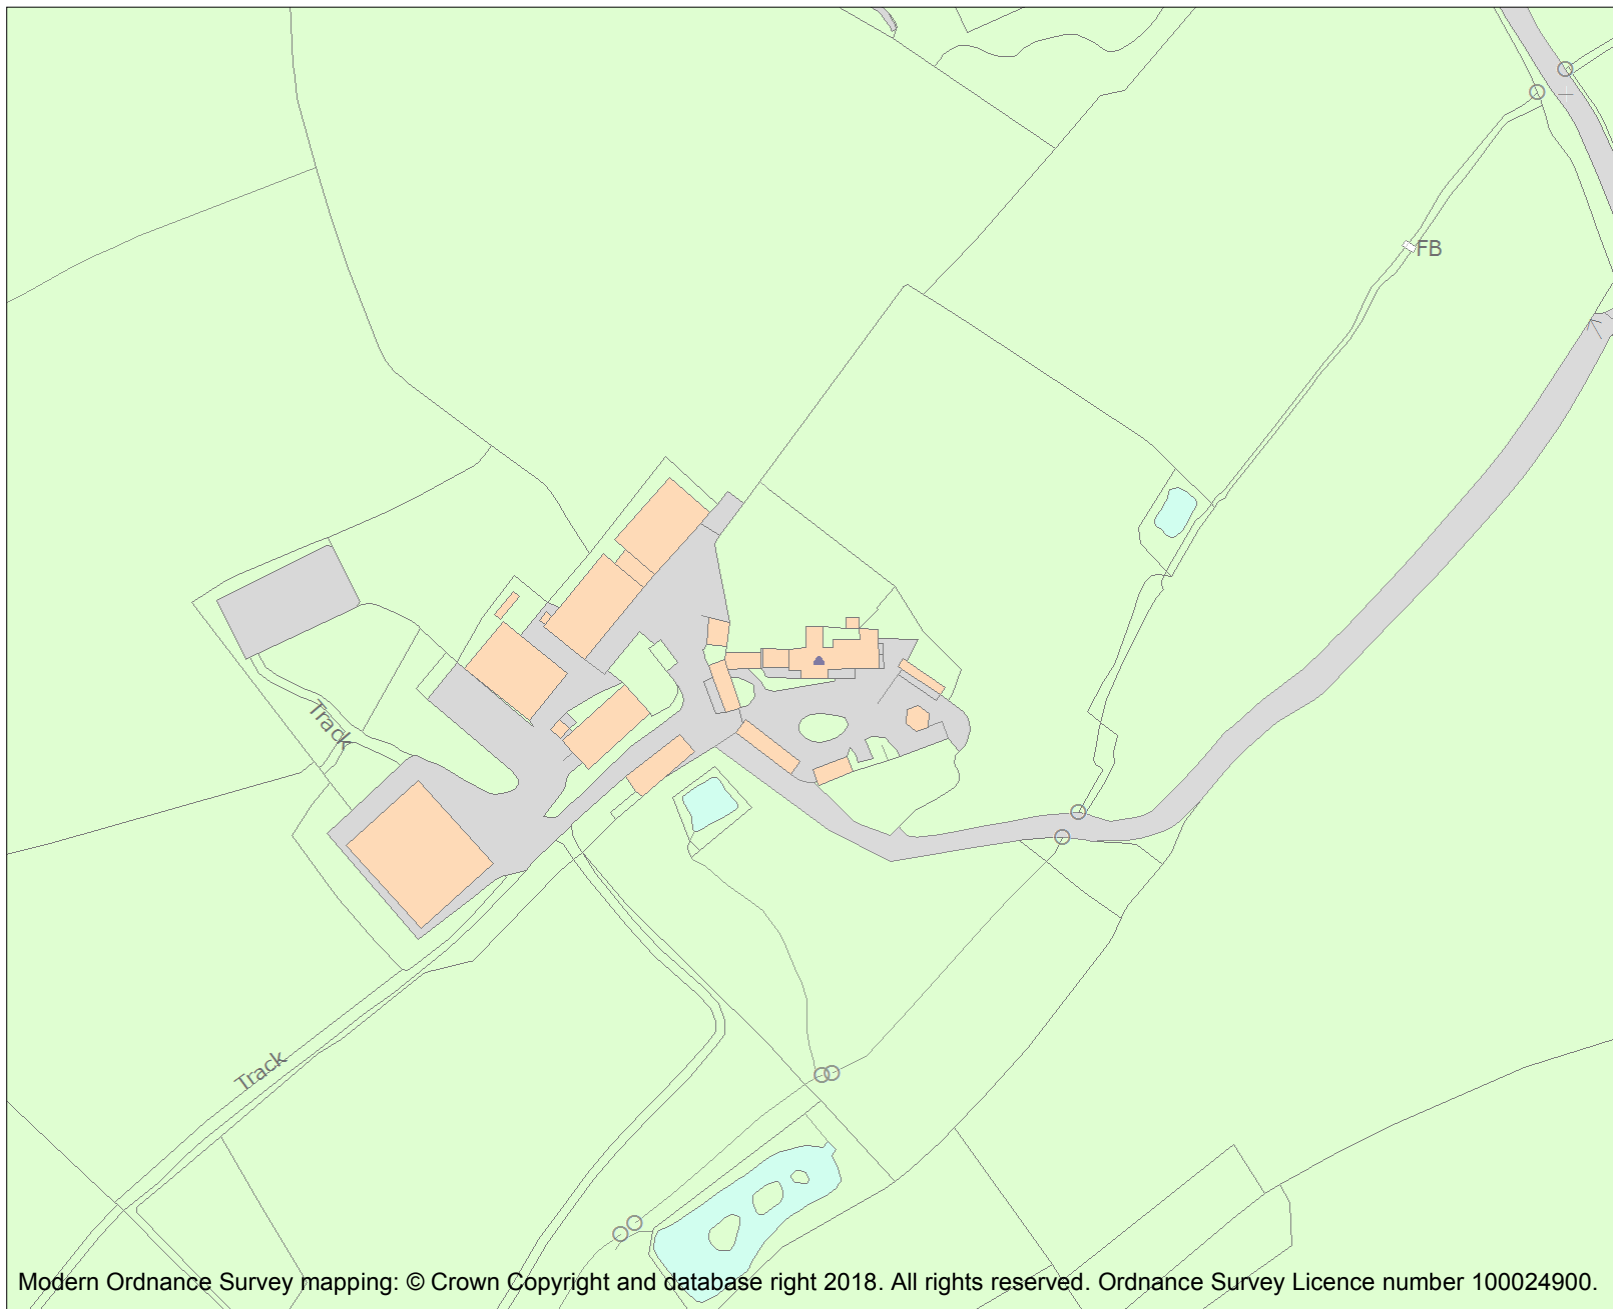 FB
Track
Track
Modern Ordnance Survey mapping: © Crown Copyright and database right 2018. All rights reserved. Ordnance Survey Licence number 100024900.